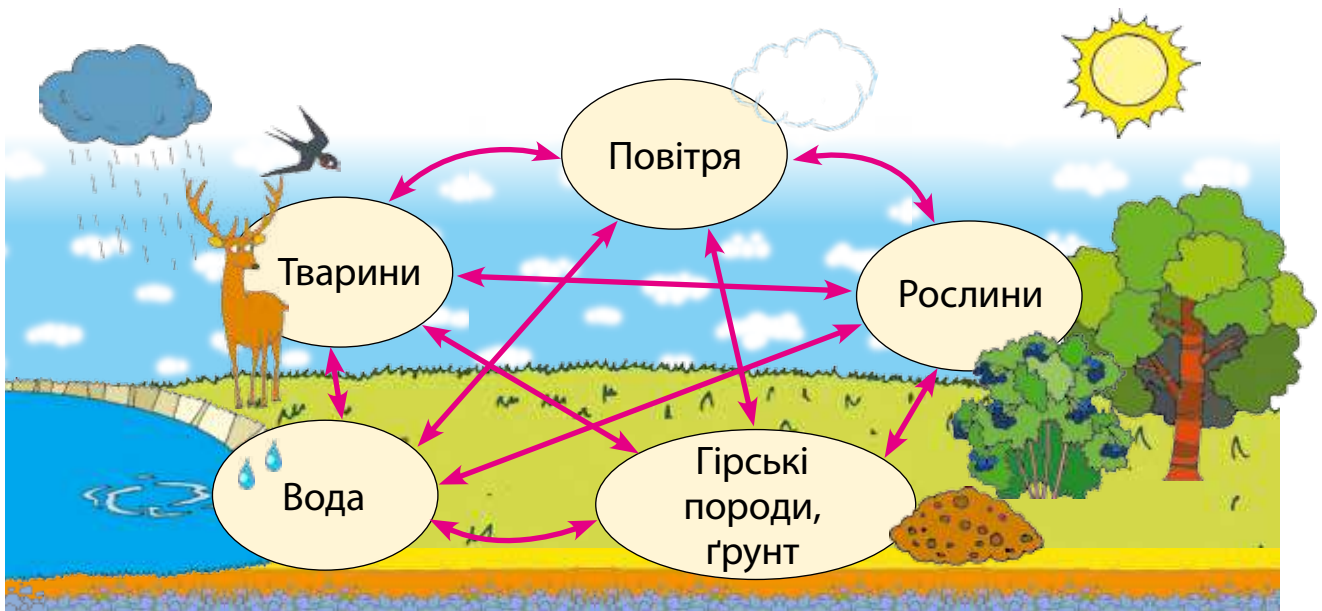 Повітря
Тварини
Рослини
Вода
Гірські
породи,
ґрунт